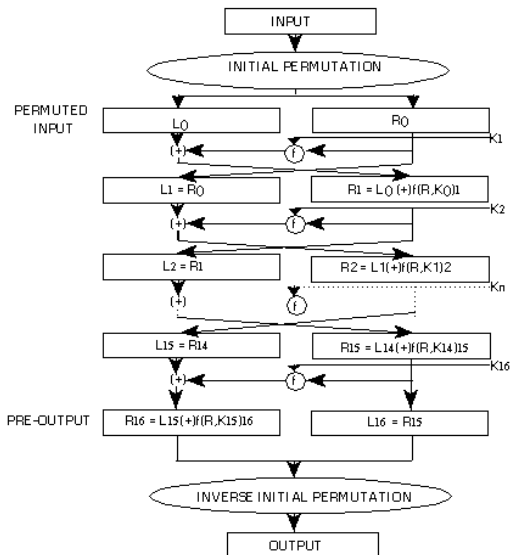 INPUT
INITIAL PERMUTATION
PERMUTED
INPUT
L0
R0
K1
(+)
f
L1 = R0
R1 = L0 (+)f(R,K0)1
K2
(+)
f
L2 = R1
R2 = L1(+)f(R,K1)2
Kn
(+)
f
L15 = R14
R15 = L14(+)f(R,K14)15
K16
(+)
f
PRE-OUTPUT
R16 = L15(+)f(R,K15)16
L16 = R15
INVERSE INITIAL PERMUTATION
OUTPUT